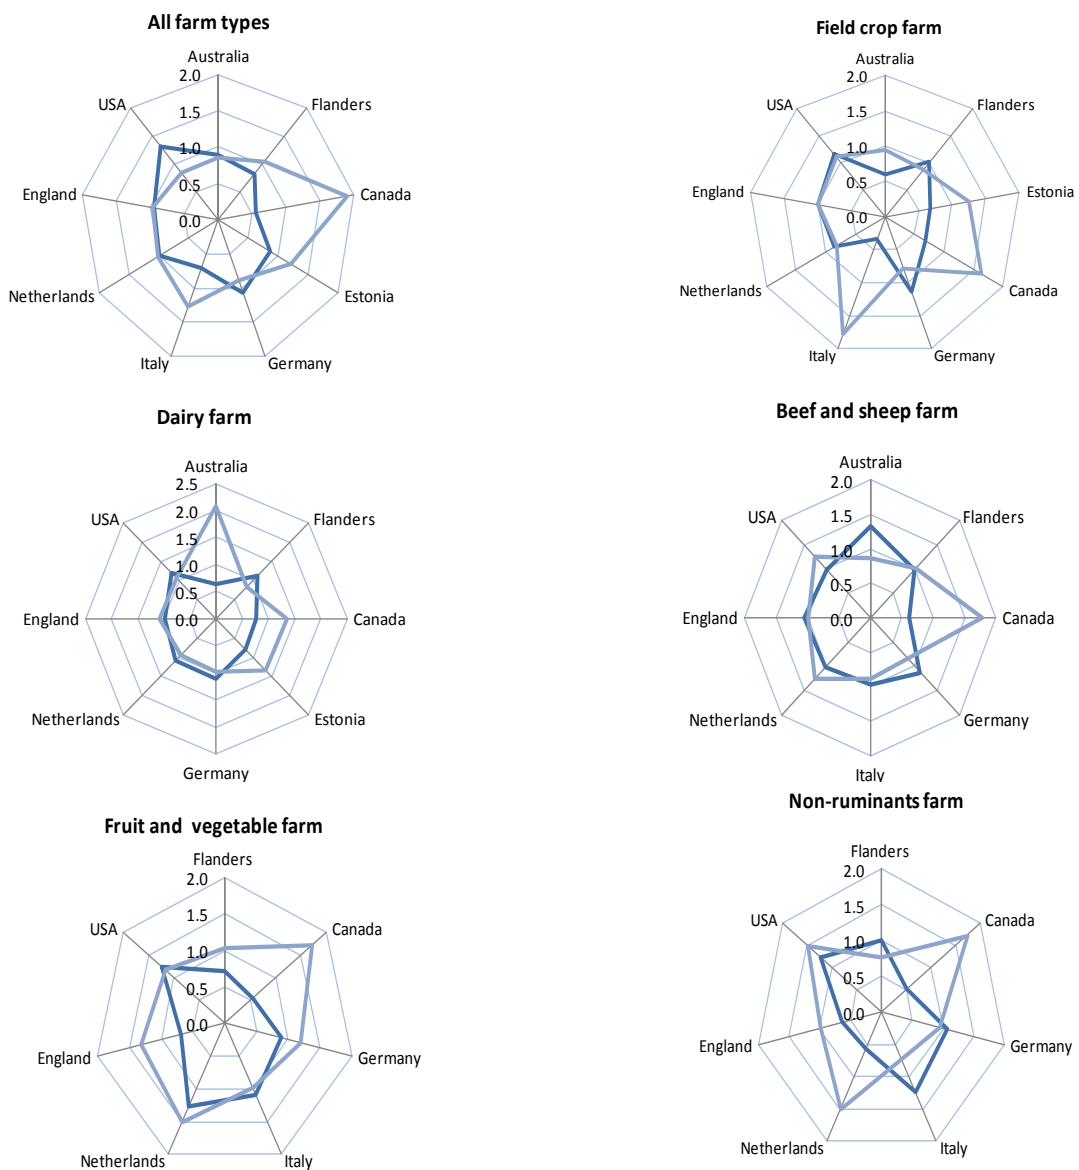 All farm types
Australia
2.0
1.5
1.0
0.5
0.0
Flanders
Canada
Estonia
Germany
Italy
Netherlands
England
USA
Field crop farm
Australia
2.0
1.5
1.0
0.5
0.0
Flanders
Estonia
Canada
Germany
Italy
Netherlands
England
USA
Dairy farm
Australia
2.5
2.0
1.5
1.0
0.5
0.0
Flanders
Canada
Estonia
Germany
Netherlands
England
USA
Beef and sheep farm
Australia
2.0
1.5
1.0
0.5
0.0
Flanders
Canada
Germany
Italy
Netherlands
England
USA
Fruit and vegetable farm
Flanders
2.0
1.5
1.0
0.5
0.0
Canada
Germany
Italy
Netherlands
England
USA
Non-ruminants farm
Flanders
2.0
1.5
1.0
0.5
0.0
Canada
Germany
Italy
Netherlands
England
USA